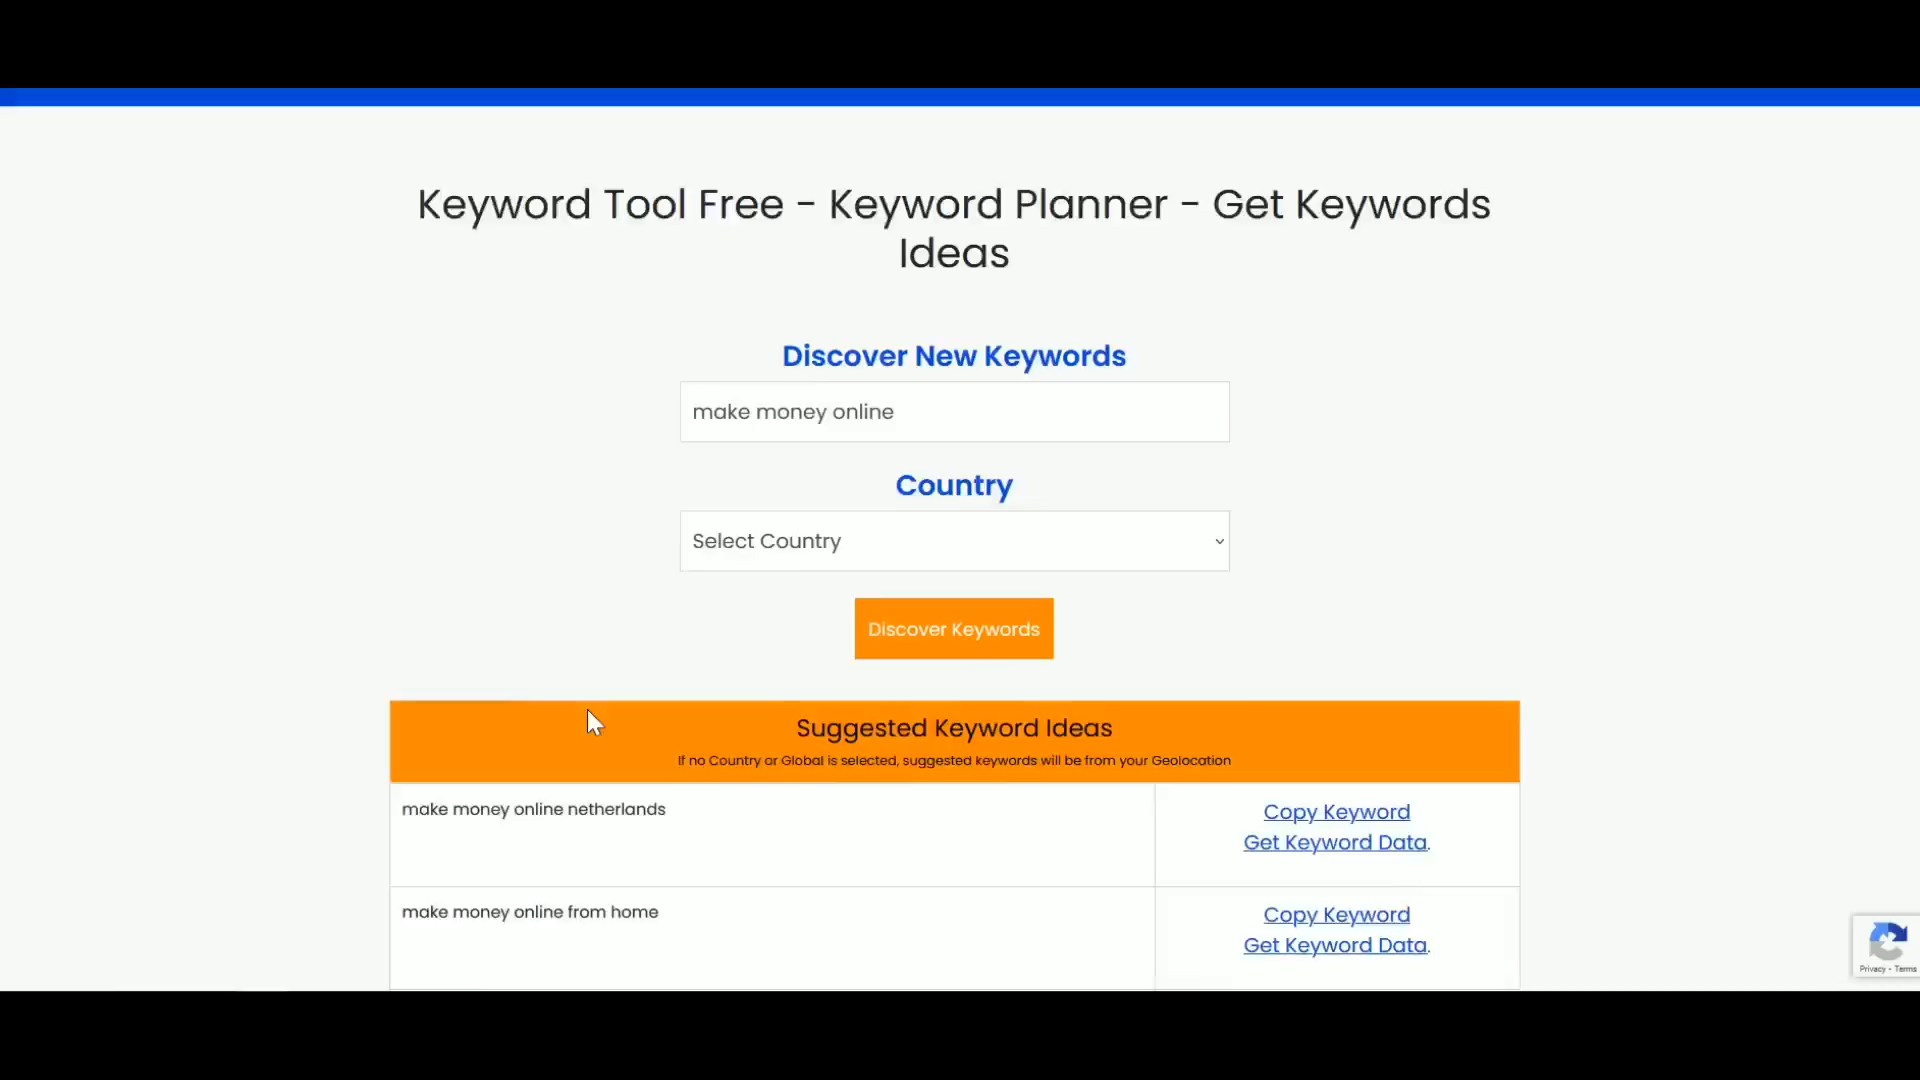 Keyword Tool Free - Keyword Planner - Get Keywords
Ideas
Discover New Keywords
make money online
Country
Select Country
Discover Keywords
Suggested Keyword Ideas
If no Country or Global is selected, suggested keywords will be from your Geolocation
make money online netherlands
Copy Keyword
Get Keyword Data.
make money online from home
Copy Keyword
Get Keyword Data.
Privacy - Terms